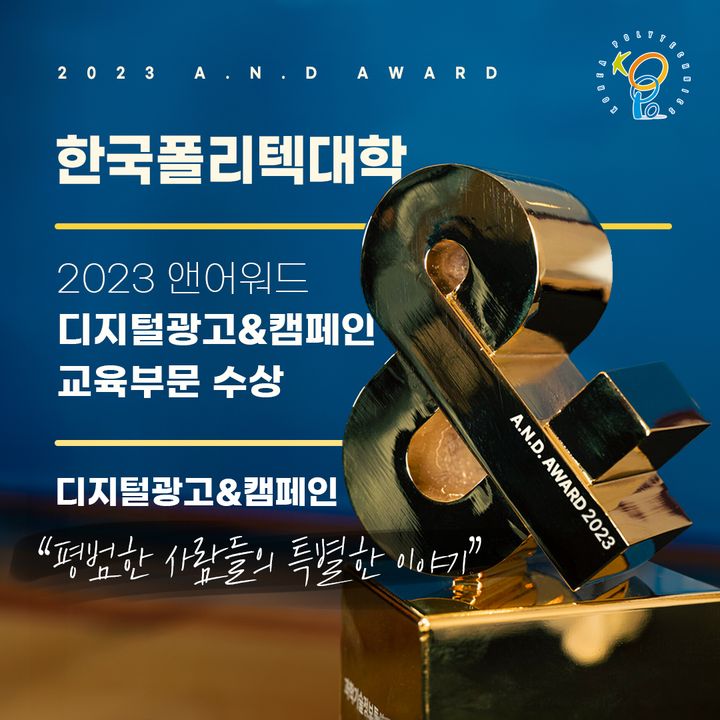 2023 A.N.D AWARD
KOREA POLYTECHNICS
한국폴리텍대학
2023 앤어워드
디지털광고&캠페인
교육부문 수상
디지털광고&캠페인
“평범한 사람들의 특별한 이야기”
A.N.D. AWARD 2023